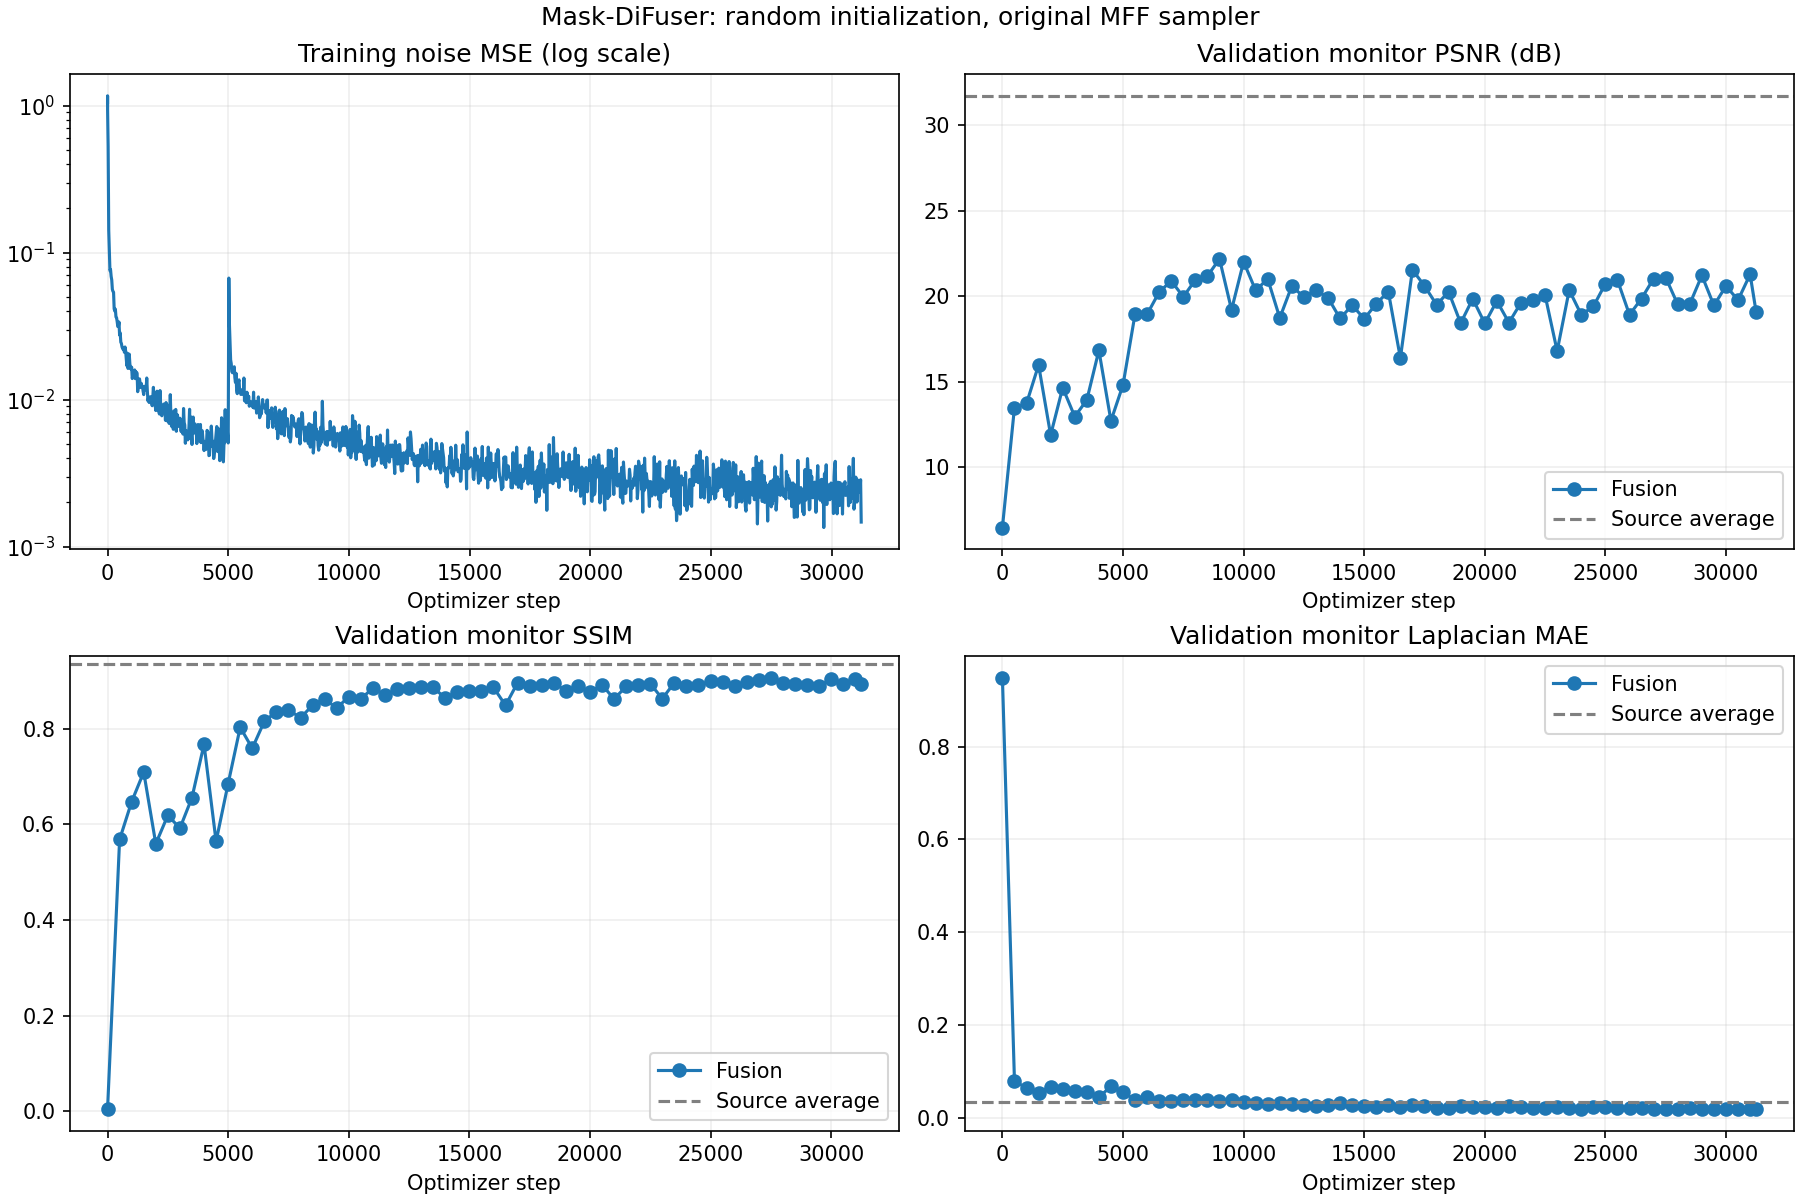 Mask-DiFuser: random initialization, original MFF sampler
Training noise MSE (log scale)
10⁰
10⁻¹
10⁻²
10⁻³
0 5000 10000 15000 20000 25000 30000
Optimizer step
Validation monitor PSNR (dB)
30
25
20
15
10
Fusion
Source average
0 5000 10000 15000 20000 25000 30000
Optimizer step
Validation monitor SSIM
0.8
0.6
0.4
0.2
0.0
Fusion
Source average
0 5000 10000 15000 20000 25000 30000
Optimizer step
Validation monitor Laplacian MAE
Fusion
Source average
0.8
0.6
0.4
0.2
0.0
0 5000 10000 15000 20000 25000 30000
Optimizer step